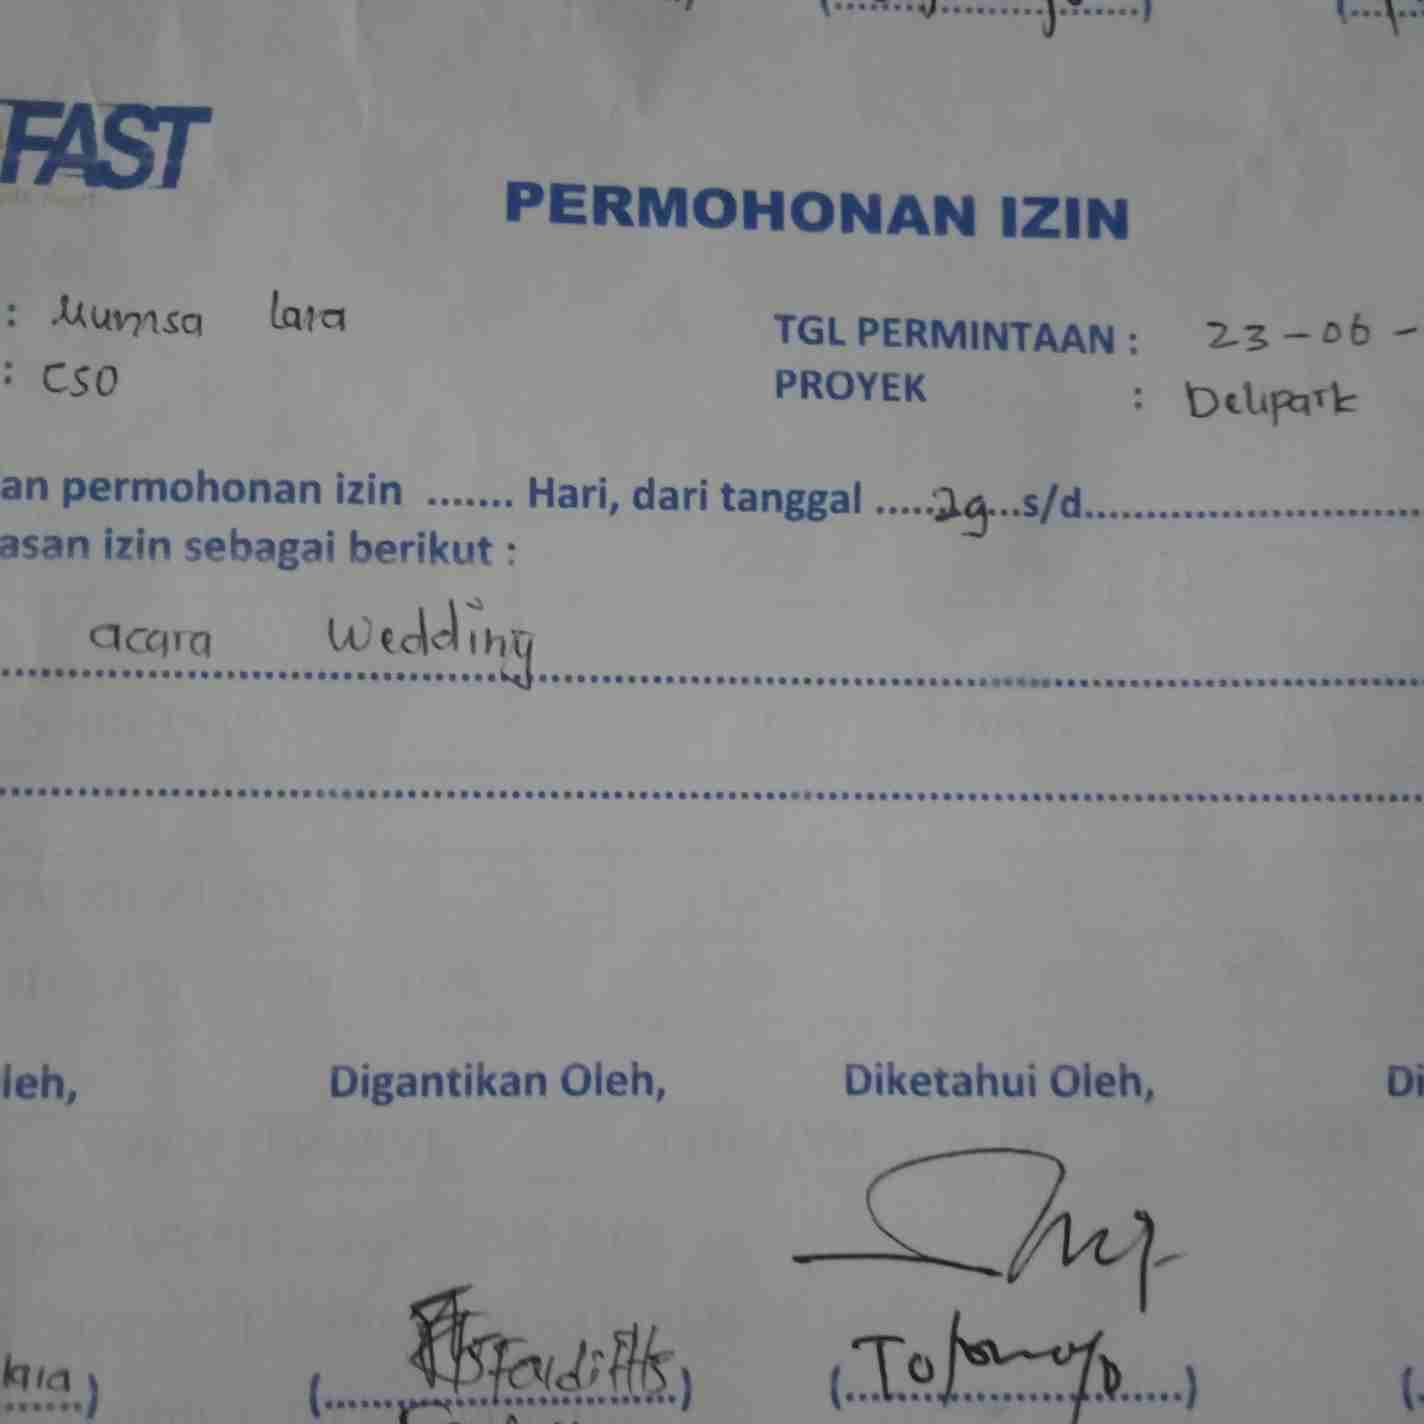 FAST
PERMOHONAN IZIN
: Mumsa lara
TGL PERMINTAAN : 23-06-
: CSO
PROYEK : Delipark
an permohonan izin ....... Hari, dari tanggal .....29...s/d..............................
asan izin sebagai berikut :
acara wedding
leh, Digantikan Oleh, Diketahui Oleh, Di
lara